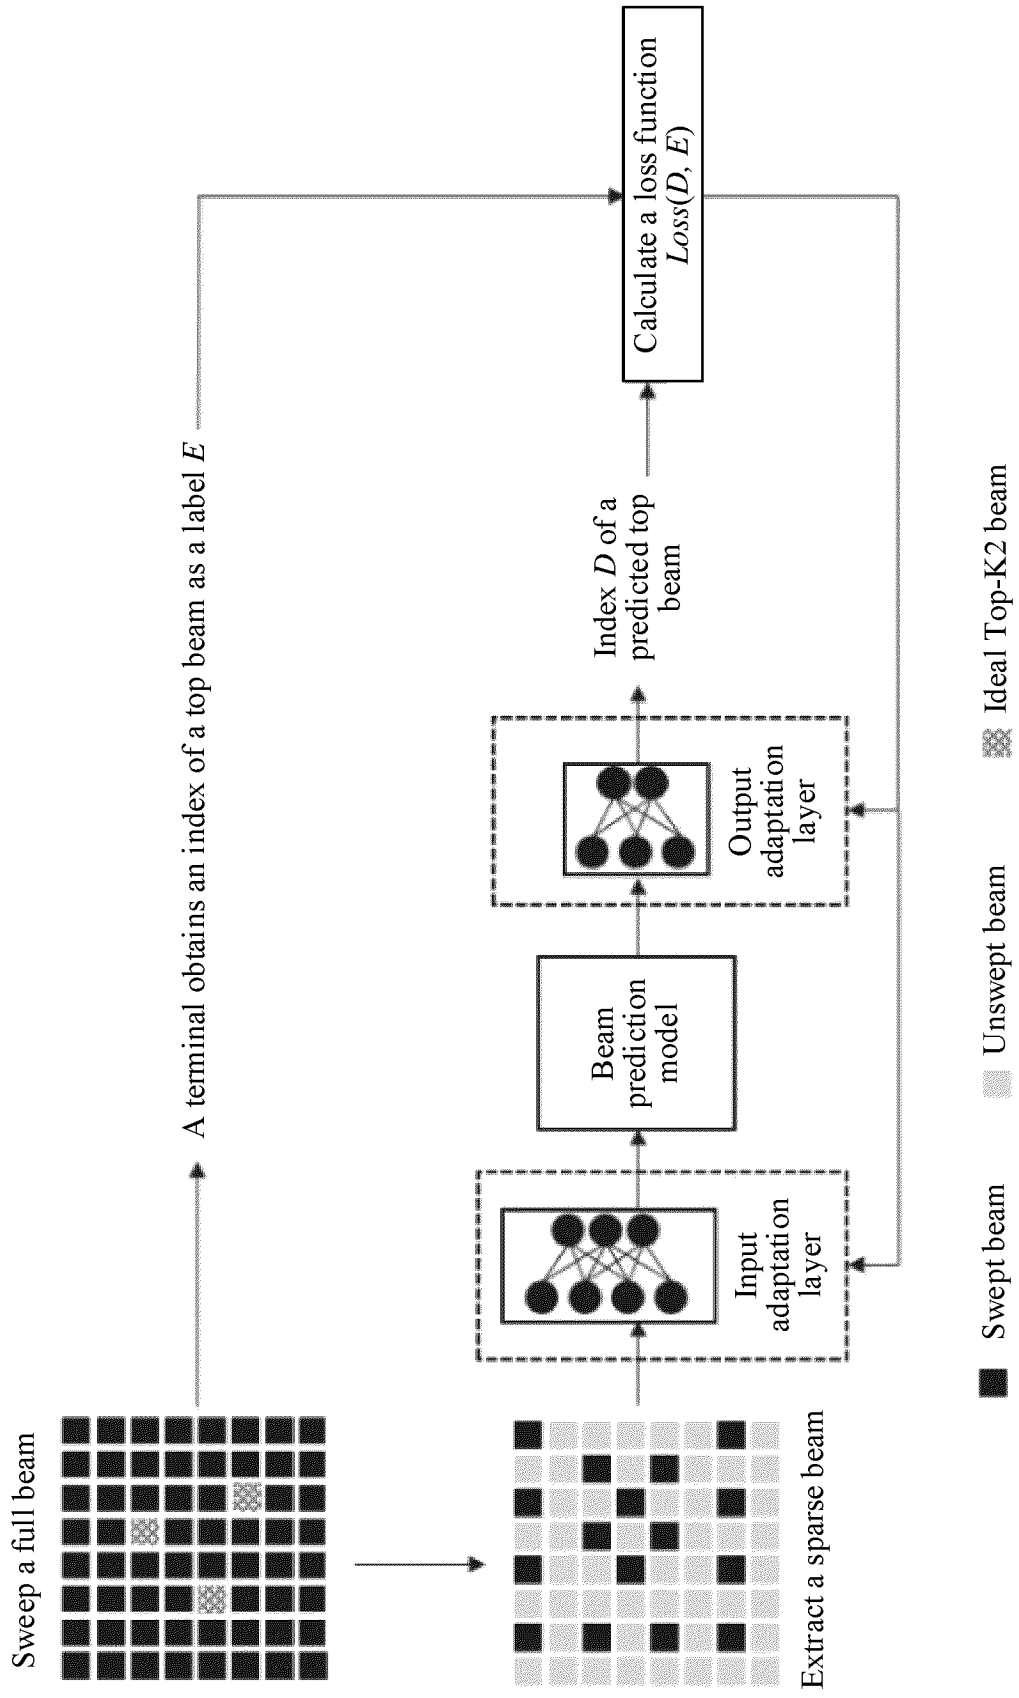 Sweep a full beam
A terminal obtains an index of a top beam as a label E
Extract a sparse beam
Input
adaptation
layer
Beam
prediction
model
Output
adaptation
layer
Index D of a
predicted top
beam
Calculate a loss function
Loss(D, E)
Swept beam
Unswept beam
Ideal Top-K2 beam